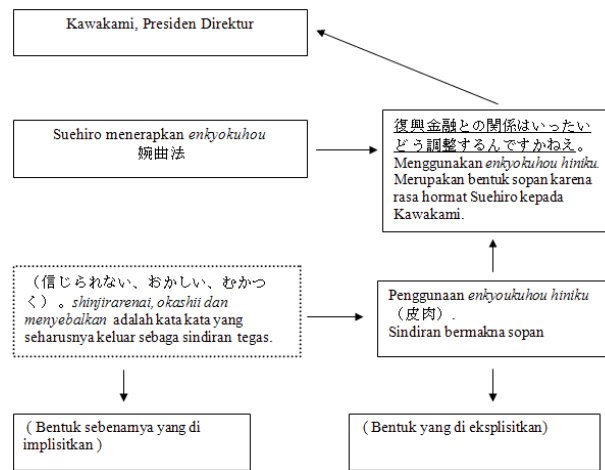 Kawakami, Presiden Direktur
Suehiro menerapkan enkyokuhou
婉曲法
復興金融との関係はいったい
どう調整するんですかねえ。
Menggunakan enkyokuhou hiniku.
Merupakan bentuk sopan karena
rasa hormat Suehiro kepada
Kawakami.
（信じられない、おかしい、むかつ
く）。shinjirarenai, okashii dan
menyebalkan adalah kata kata yang
seharusnya keluar sebaga sindiran tegas.
Penggunaan enkyoukuhou hiniku
（皮肉）.
Sindiran bermakna sopan
( Bentuk sebenarnya yang di
implisitkan )
(Bentuk yang di eksplisitkan)